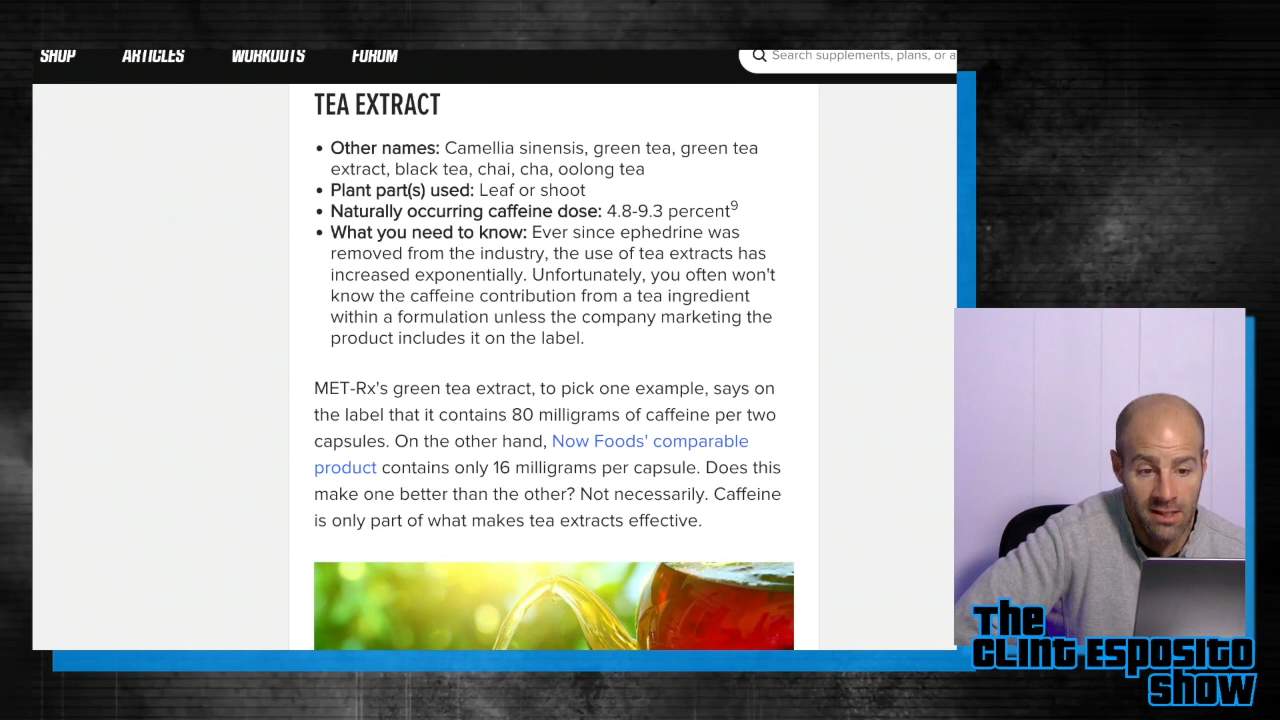 SHOP ARTICLES WORKOUTS FORUM
Search supplements, plans, or a
TEA EXTRACT
• Other names: Camellia sinensis, green tea, green tea
extract, black tea, chai, cha, oolong tea
• Plant part(s) used: Leaf or shoot
• Naturally occurring caffeine dose: 4.8-9.3 percent9
• What you need to know: Ever since ephedrine was
removed from the industry, the use of tea extracts has
increased exponentially. Unfortunately, you often won't
know the caffeine contribution from a tea ingredient
within a formulation unless the company marketing the
product includes it on the label.
MET-Rx's green tea extract, to pick one example, says on
the label that it contains 80 milligrams of caffeine per two
capsules. On the other hand, Now Foods' comparable
product contains only 16 milligrams per capsule. Does this
make one better than the other? Not necessarily. Caffeine
is only part of what makes tea extracts effective.
The
CLINT ESPOSITO
SHOW